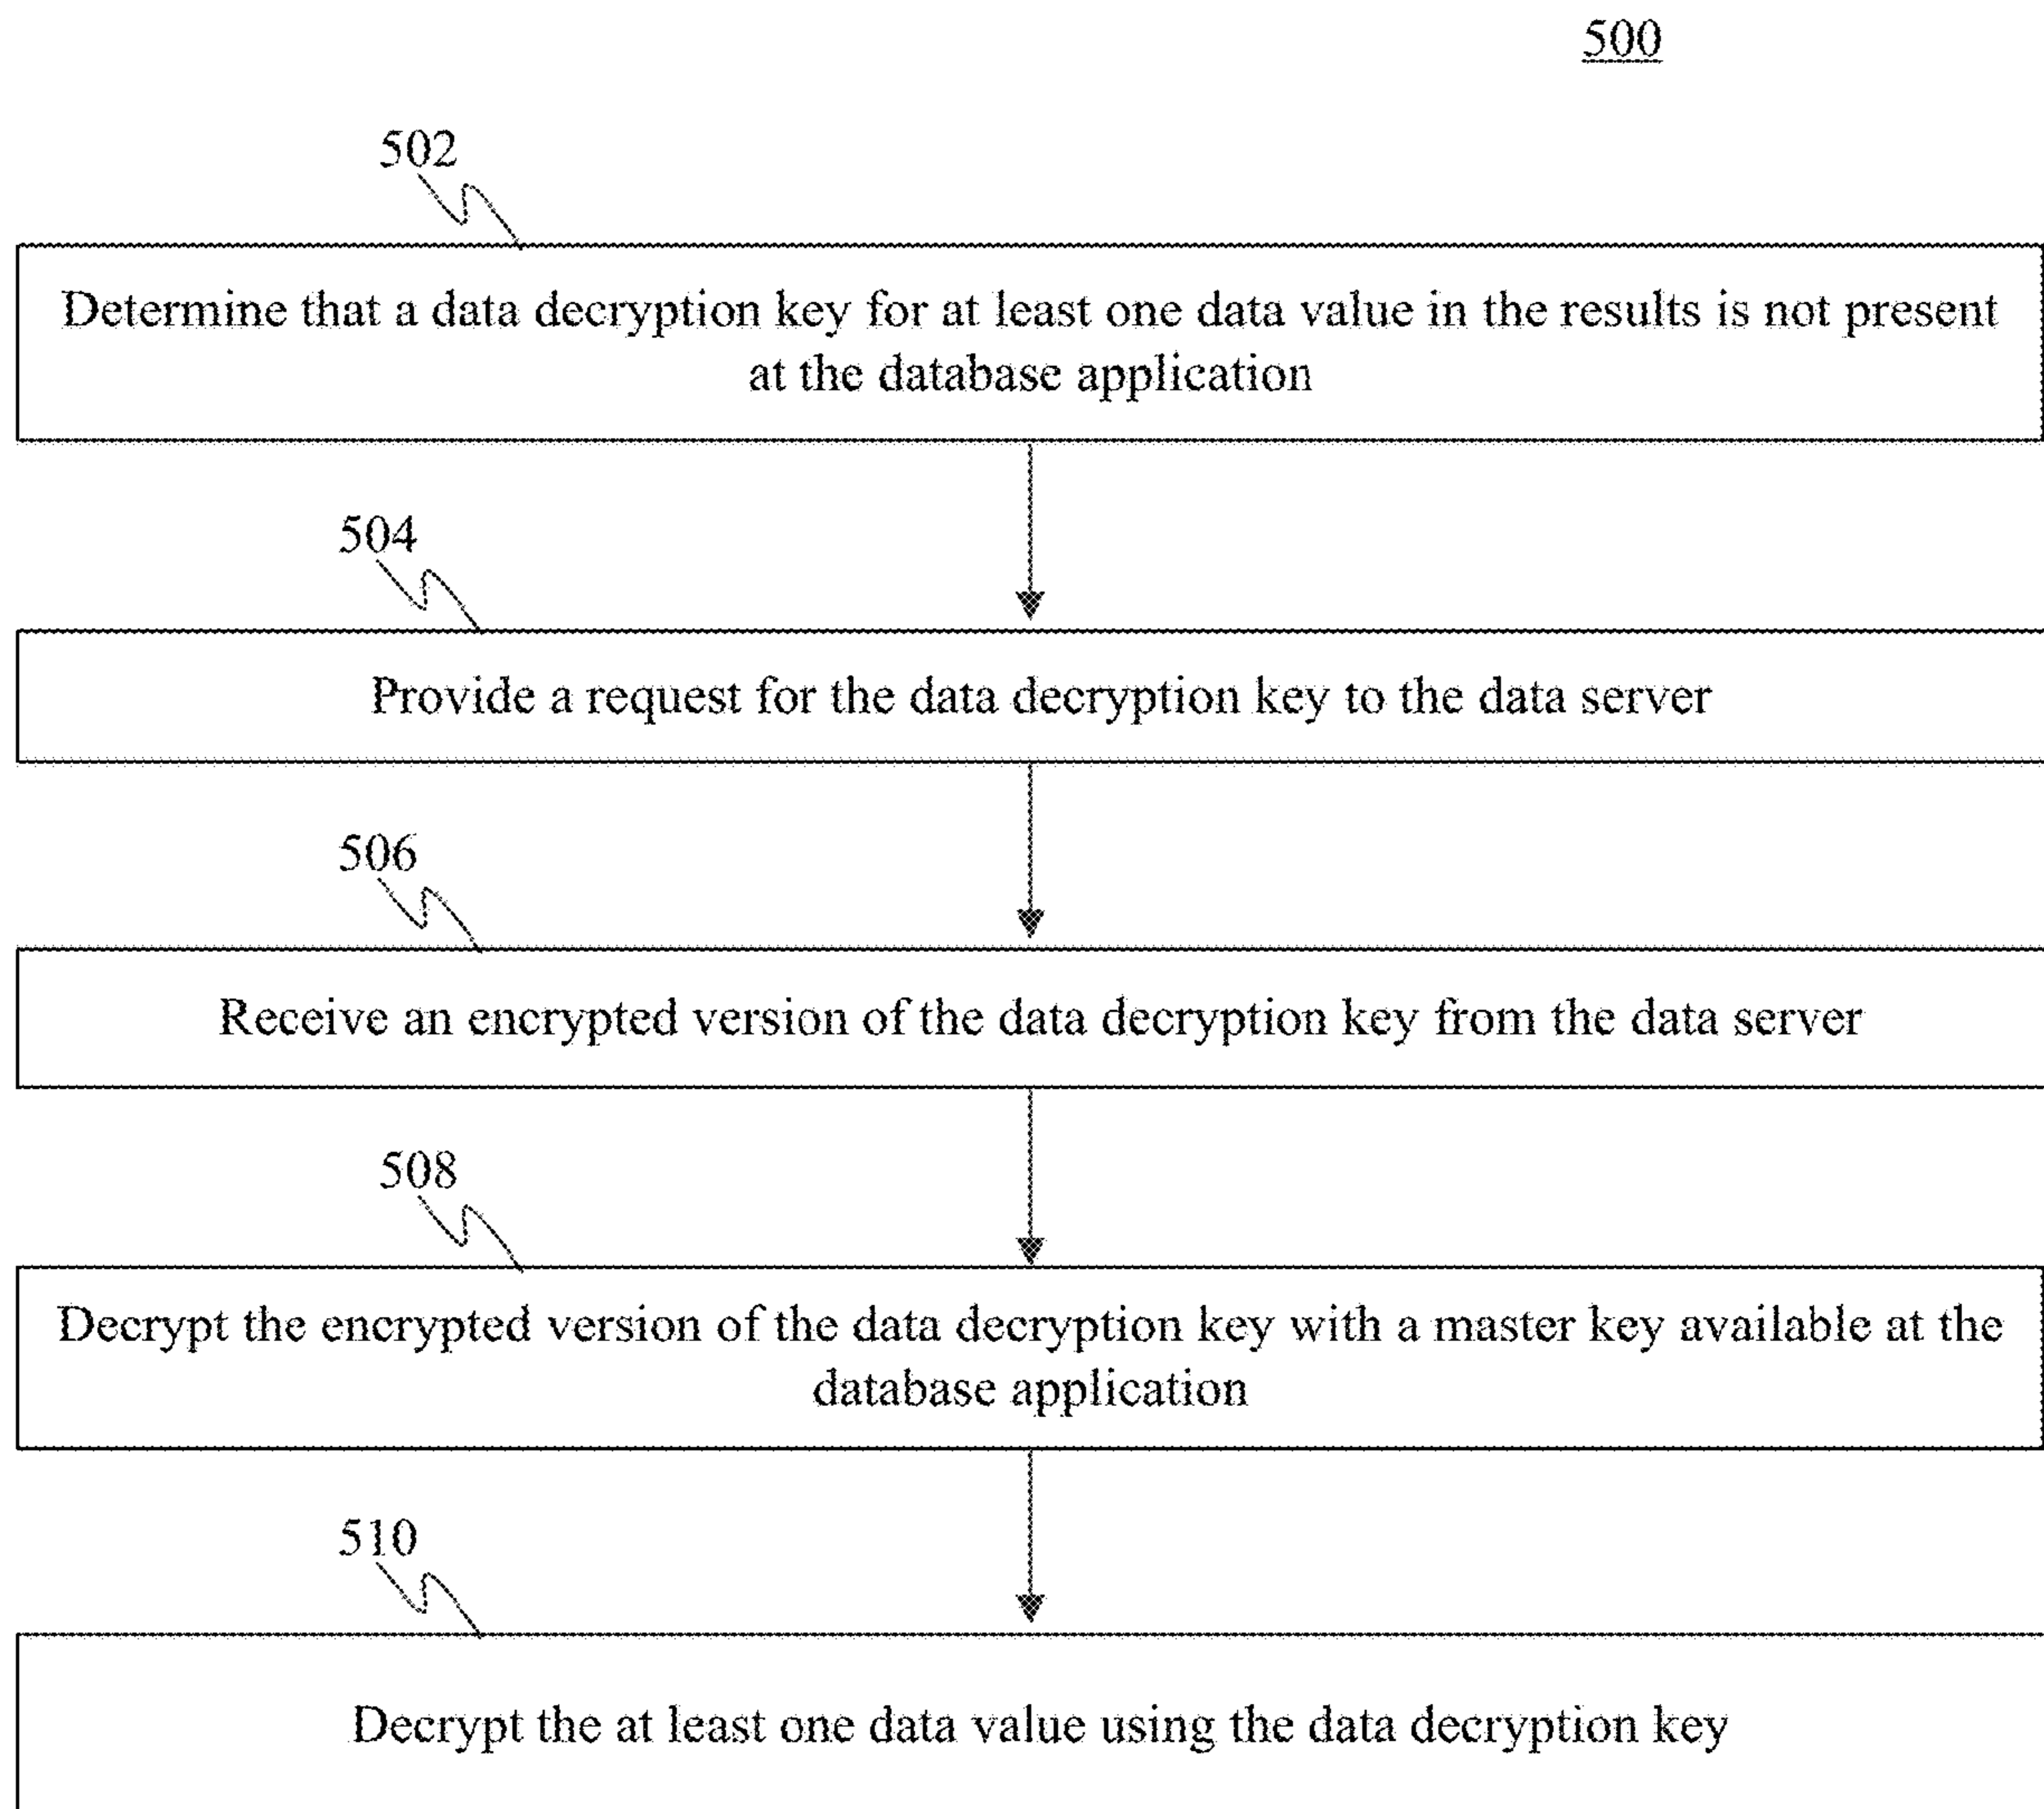 500
502
Determine that a data decryption key for at least one data value in the results is not present
at the database application
504
Provide a request for the data decryption key to the data server
506
Receive an encrypted version of the data decryption key from the data server
508
Decrypt the encrypted version of the data decryption key with a master key available at the
database application
510
Decrypt the at least one data value using the data decryption key